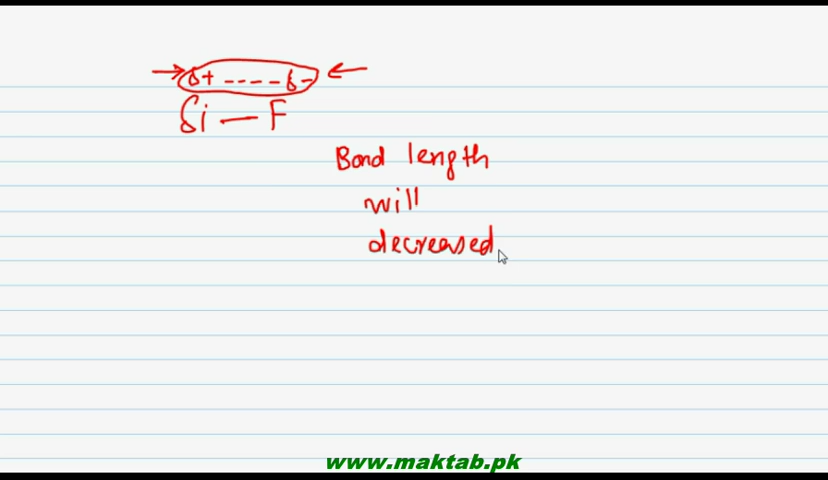 δ+ ---- δ-
Si — F
Bond length
will
decreased
www.maktab.pk